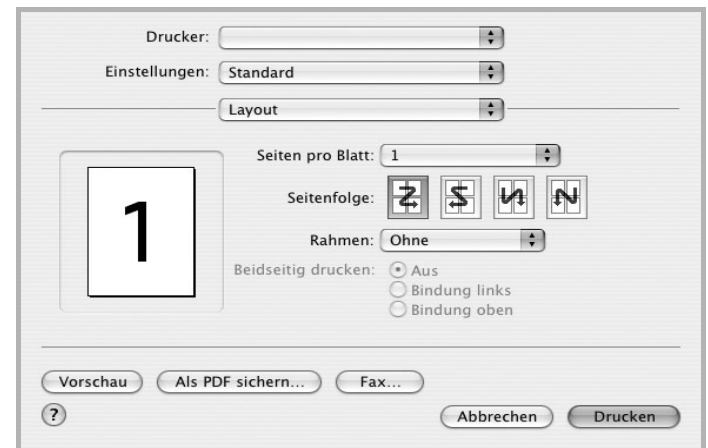 Drucker:
Einstellungen: Standard
Layout
Seiten pro Blatt: 1
Seitenfolge:
1
Rahmen: Ohne
Beidseitig drucken: Aus
Bindung links
Bindung oben
Vorschau Als PDF sichern... Fax...
? Abbrechen Drucken